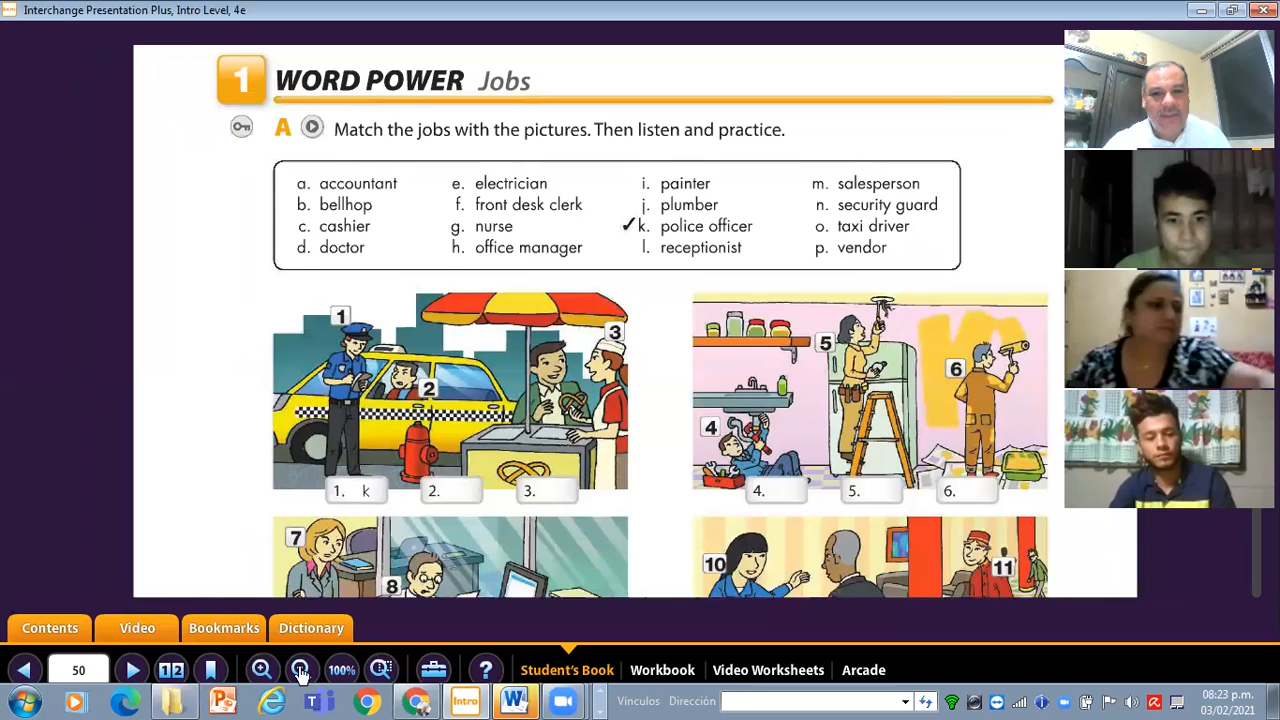 Interchange Presentation Plus, Intro Level, 4e
1 WORD POWER Jobs
A Match the jobs with the pictures. Then listen and practice.
a. accountant
b. bellhop
c. cashier
d. doctor
e. electrician
f. front desk clerk
g. nurse
h. office manager
i. painter
j. plumber
✓ k. police officer
l. receptionist
m. salesperson
n. security guard
o. taxi driver
p. vendor
1
2
3
1. k
2.
3.
4
5
6
4.
5.
6.
7
8
10
11
Contents Video Bookmarks Dictionary
50 12 100% ? Student's Book Workbook Video Worksheets Arcade
Intro Vínculos Dirección 08:23 p.m.
03/02/2021